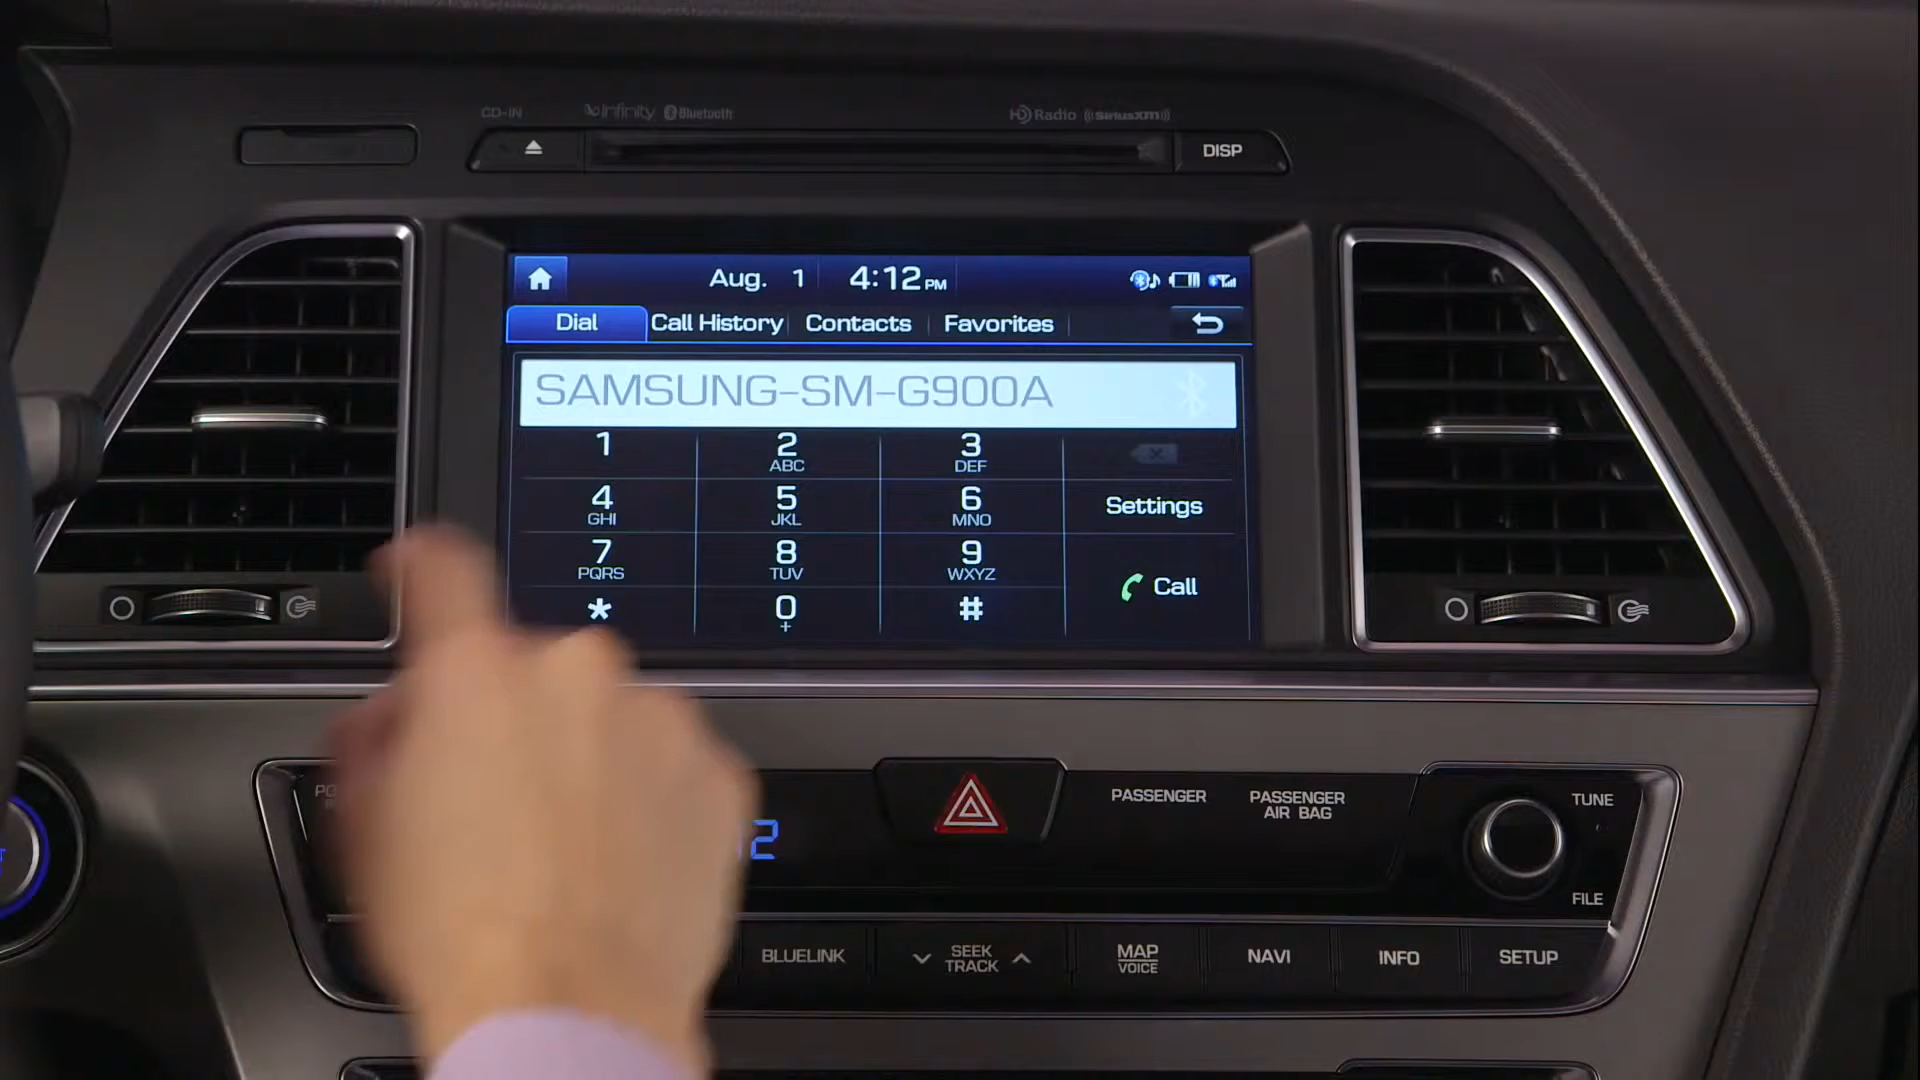 CD-IN
Infinity Bluetooth
HD Radio ((SiriusXM))
DISP
Aug. 1 4:12 PM
Dial Call History Contacts Favorites
SAMSUNG-SM-G900A
1 2 ABC 3 DEF
4 GHI 5 JKL 6 MNO Settings
7 PQRS 8 TUV 9 WXYZ
* 0 + # Call
PASSENGER
PASSENGER
AIR BAG
TUNE
FILE
BLUELINK
SEEK
TRACK
MAP
VOICE
NAVI
INFO
SETUP